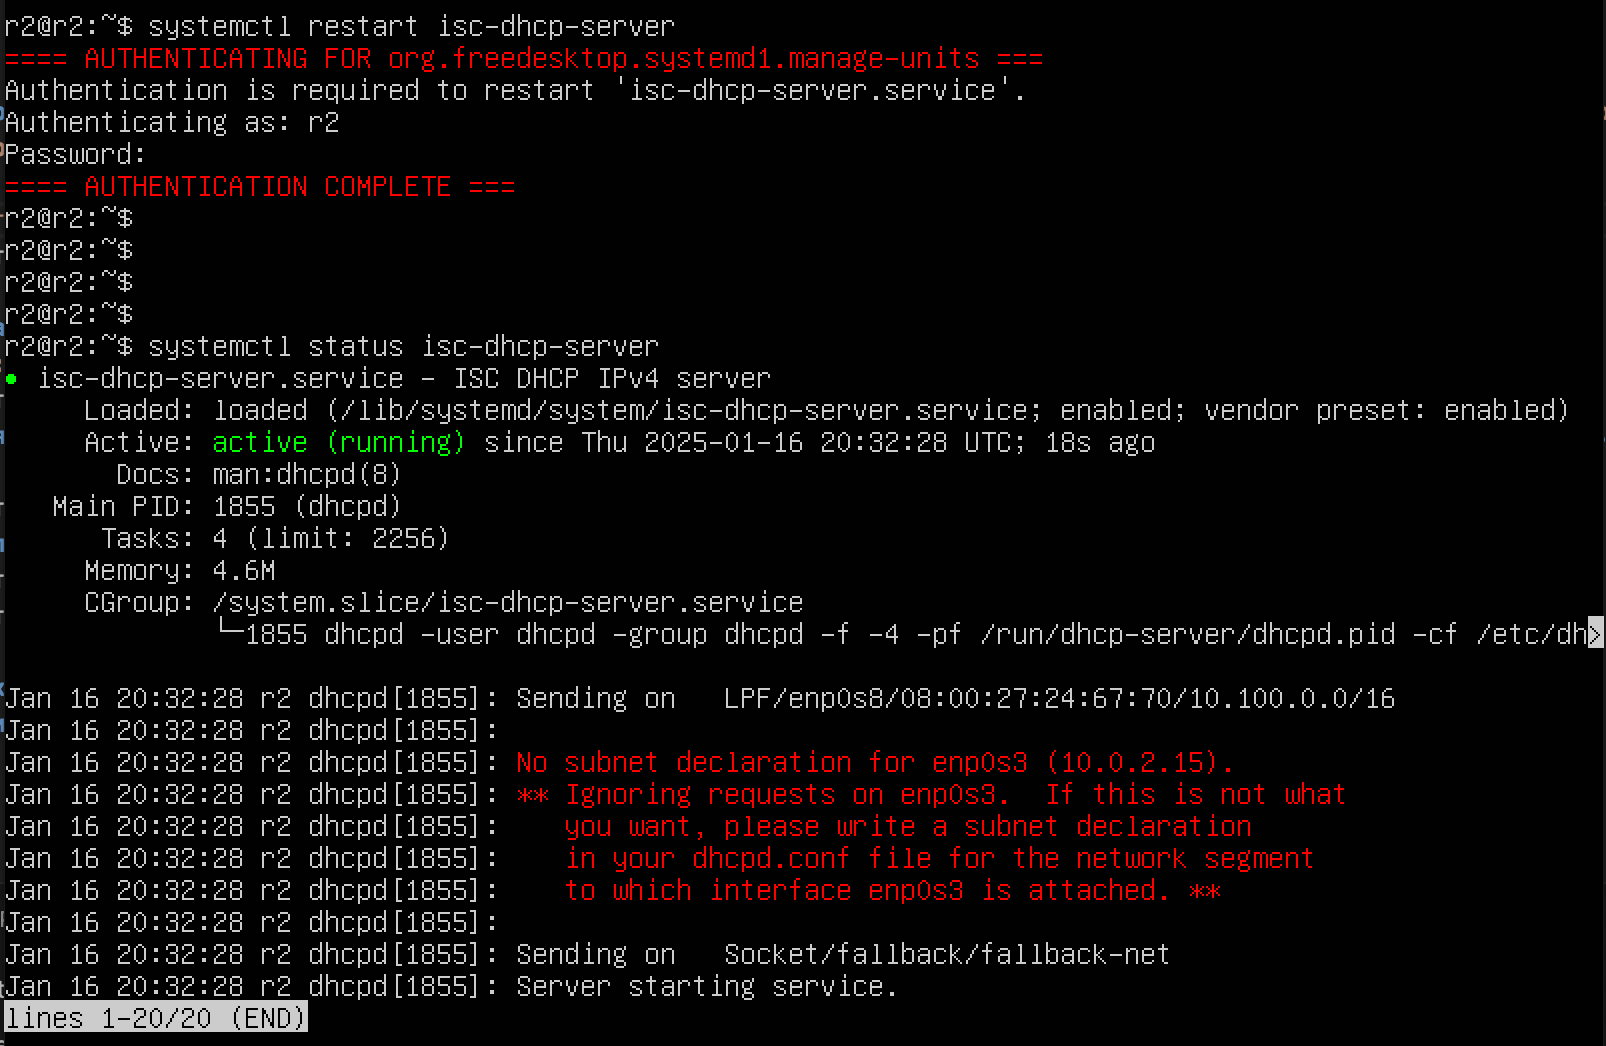 r2@r2:~$ systemctl restart isc-dhcp-server
==== AUTHENTICATING FOR org.freedesktop.systemd1.manage-units ===
Authentication is required to restart 'isc-dhcp-server.service'.
Authenticating as: r2
Password:
==== AUTHENTICATION COMPLETE ===
r2@r2:~$
r2@r2:~$
r2@r2:~$
r2@r2:~$
r2@r2:~$ systemctl status isc-dhcp-server
● isc-dhcp-server.service - ISC DHCP IPv4 server
     Loaded: loaded (/lib/systemd/system/isc-dhcp-server.service; enabled; vendor preset: enabled)
     Active: active (running) since Thu 2025-01-16 20:32:28 UTC; 18s ago
       Docs: man:dhcpd(8)
   Main PID: 1855 (dhcpd)
      Tasks: 4 (limit: 2256)
     Memory: 4.6M
     CGroup: /system.slice/isc-dhcp-server.service
             └─1855 dhcpd -user dhcpd -group dhcpd -f -4 -pf /run/dhcp-server/dhcpd.pid -cf /etc/dh>

Jan 16 20:32:28 r2 dhcpd[1855]: Sending on   LPF/enp0s8/08:00:27:24:67:70/10.100.0.0/16
Jan 16 20:32:28 r2 dhcpd[1855]:
Jan 16 20:32:28 r2 dhcpd[1855]: No subnet declaration for enp0s3 (10.0.2.15).
Jan 16 20:32:28 r2 dhcpd[1855]: ** Ignoring requests on enp0s3.  If this is not what
Jan 16 20:32:28 r2 dhcpd[1855]:    you want, please write a subnet declaration
Jan 16 20:32:28 r2 dhcpd[1855]:    in your dhcpd.conf file for the network segment
Jan 16 20:32:28 r2 dhcpd[1855]:    to which interface enp0s3 is attached. **
Jan 16 20:32:28 r2 dhcpd[1855]:
Jan 16 20:32:28 r2 dhcpd[1855]: Sending on   Socket/fallback/fallback-net
Jan 16 20:32:28 r2 dhcpd[1855]: Server starting service.
lines 1-20/20 (END)